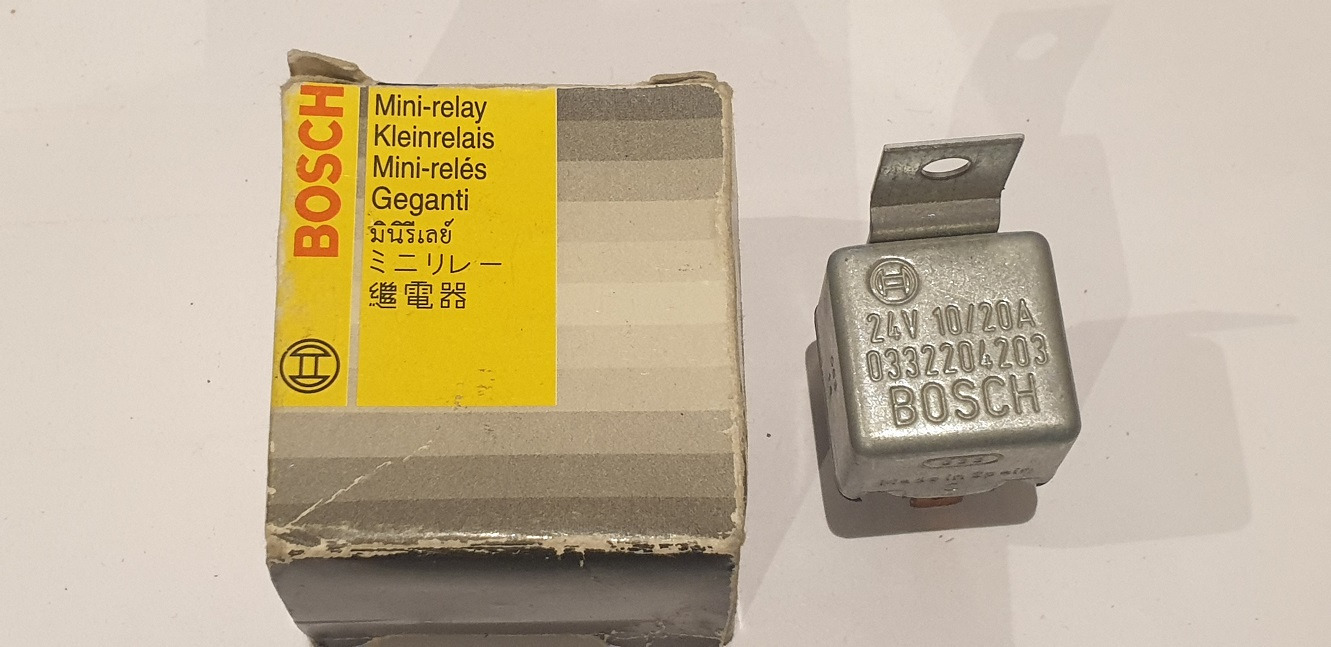 BOSCH
Mini-relay
Kleinrelais
Mini-relés
Geganti
มินิรีเลย์
ミニリレー
繼電器
24V 10/20A
0332204203
BOSCH
Made in Spain